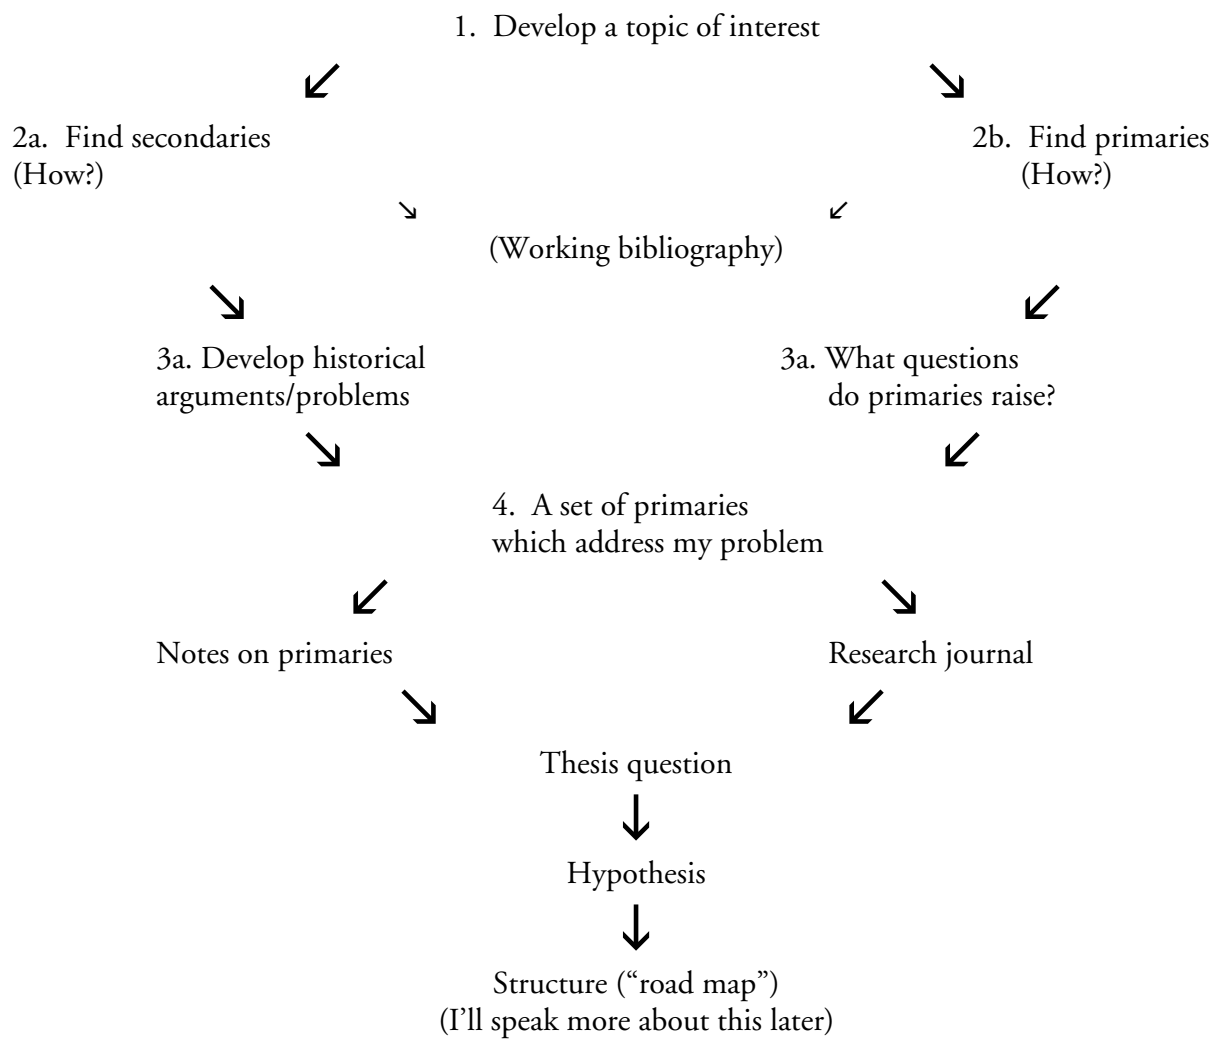 1. Develop a topic of interest
2a. Find secondaries
(How?)
2b. Find primaries
(How?)
(Working bibliography)
3a. Develop historical
arguments/problems
3a. What questions
do primaries raise?
4. A set of primaries
which address my problem
Notes on primaries
Research journal
Thesis question
Hypothesis
Structure (“road map”)
(I’ll speak more about this later)